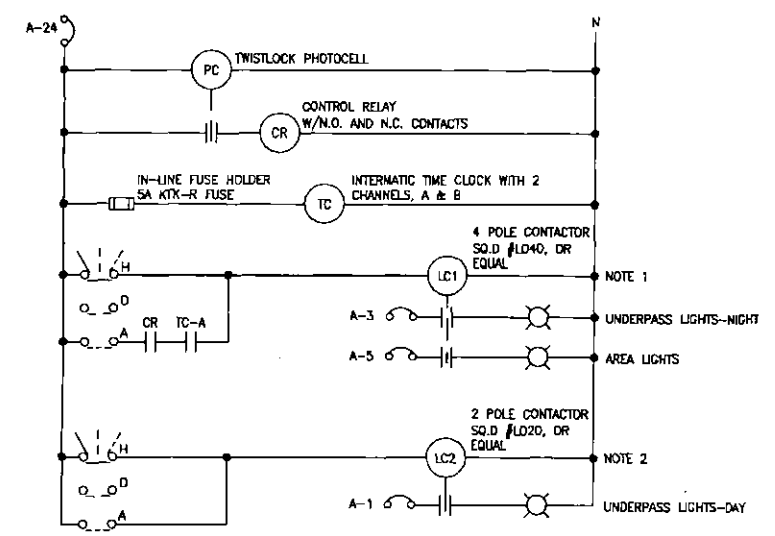 A-24
N
TWISTLOCK PHOTOCELL
PC
CONTROL RELAY
W/N.O. AND N.C. CONTACTS
CR
IN-LINE FUSE HOLDER
5A KTK-R FUSE
INTERMATIC TIME CLOCK WITH 2
CHANNELS, A & B
TC
4 POLE CONTACTOR
SQ.D #LO40, OR
EQUAL
H
LC1
NOTE 1
O
A-3
UNDERPASS LIGHTS-NIGHT
CR TC-A
A
A-5
AREA LIGHTS
2 POLE CONTACTOR
SQ.D #LO20, OR
EQUAL
H
LC2
NOTE 2
O
A-1
UNDERPASS LIGHTS-DAY
A